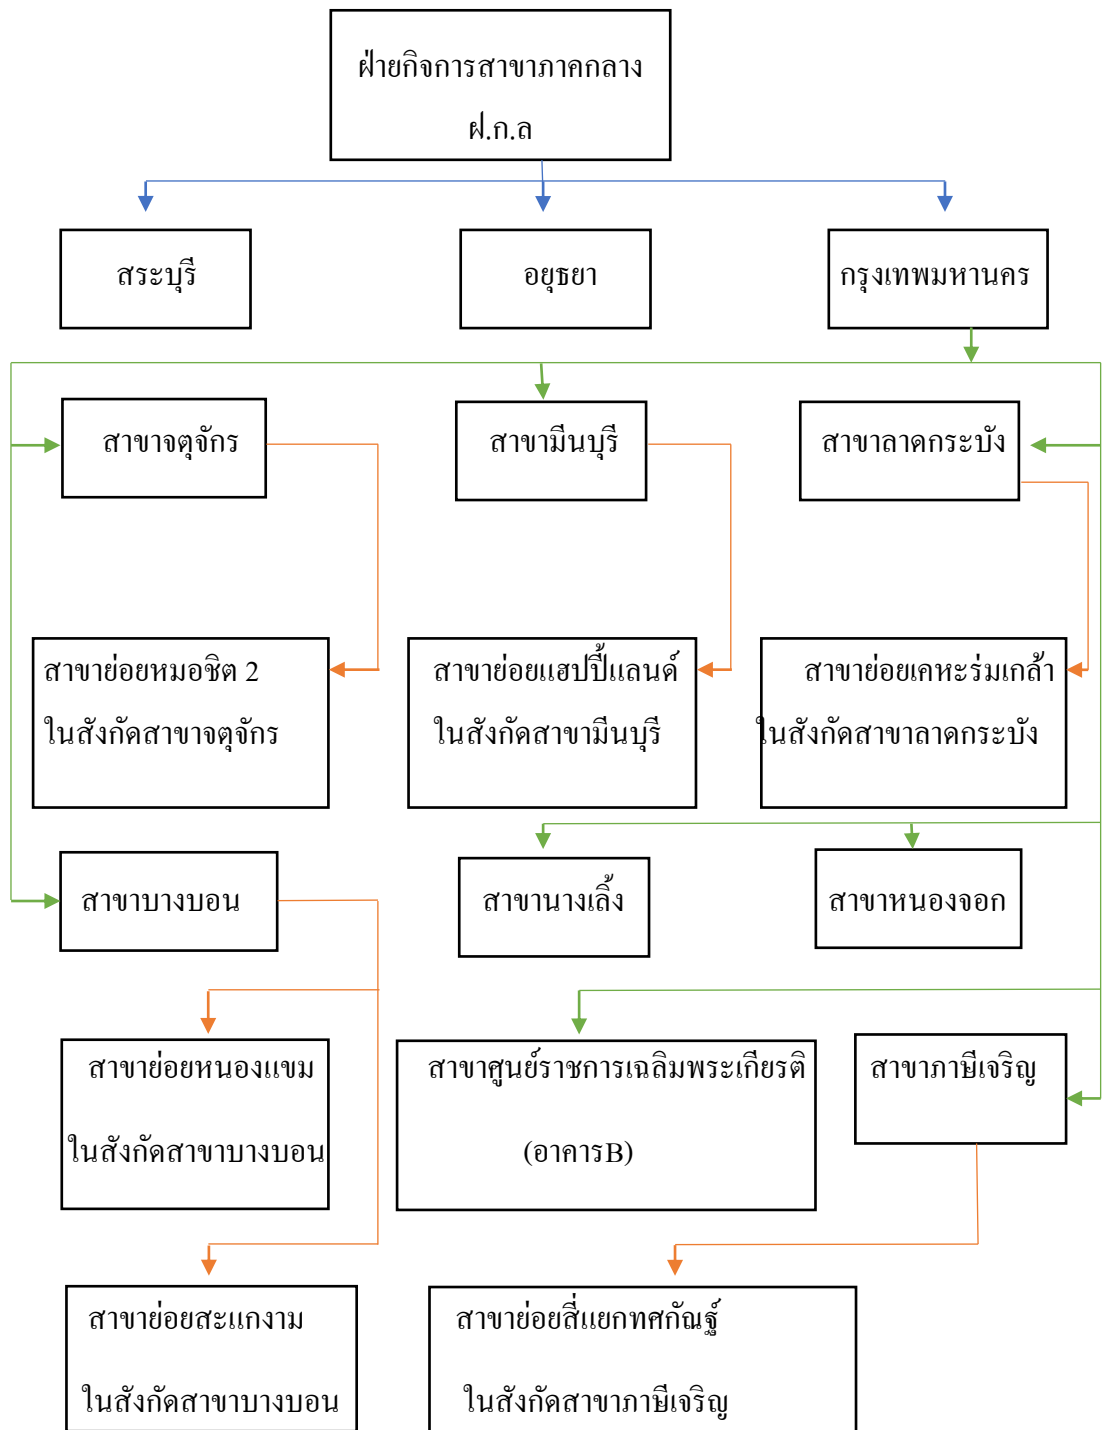 ฝ่ายกิจการสาขาภาคกลาง
ฝ.ก.ล
สระบุรี
อยุธยา
กรุงเทพมหานคร
สาขาจตุจักร
สาขามีนบุรี
สาขาลาดกระบัง
สาขาย่อยหมอชิต 2
ในสังกัดสาขาจตุจักร
สาขาย่อยแฮปปี้แลนด์
ในสังกัดสาขามีนบุรี
สาขาย่อยเคหะร่มเกล้า
ในสังกัดสาขาลาดกระบัง
สาขาบางบอน
สาขานางเลิ้ง
สาขาหนองจอก
สาขาย่อยหนองแขม
ในสังกัดสาขาบางบอน
สาขาศูนย์ราชการเฉลิมพระเกียรติ
(อาคารB)
สาขาภาษีเจริญ
สาขาย่อยสะแกงาม
ในสังกัดสาขาบางบอน
สาขาย่อยสี่แยกทศกัณฐ์
ในสังกัดสาขาภาษีเจริญ